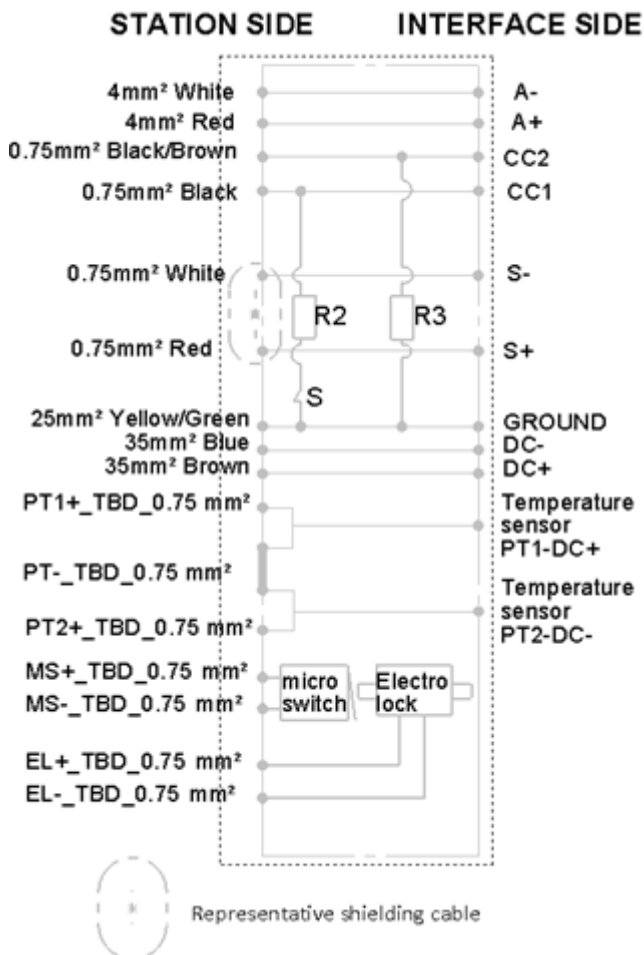 STATION SIDE INTERFACE SIDE
4mm² White A-
4mm² Red A+
0.75mm² Black/Brown CC2
0.75mm² Black CC1
0.75mm² White S-
R2 R3
0.75mm² Red S+
S
25mm² Yellow/Green GROUND
35mm² Blue DC-
35mm² Brown DC+
PT1+_TBD_0.75 mm² Temperature
sensor
PT1-DC+
PT-_TBD_0.75 mm²
Temperature
sensor
PT2+_TBD_0.75 mm² PT2-DC-
MS+_TBD_0.75 mm²
MS-_TBD_0.75 mm²
micro
switch
Electro
lock
EL+_TBD_0.75 mm²
EL-_TBD_0.75 mm²
Representative shielding cable